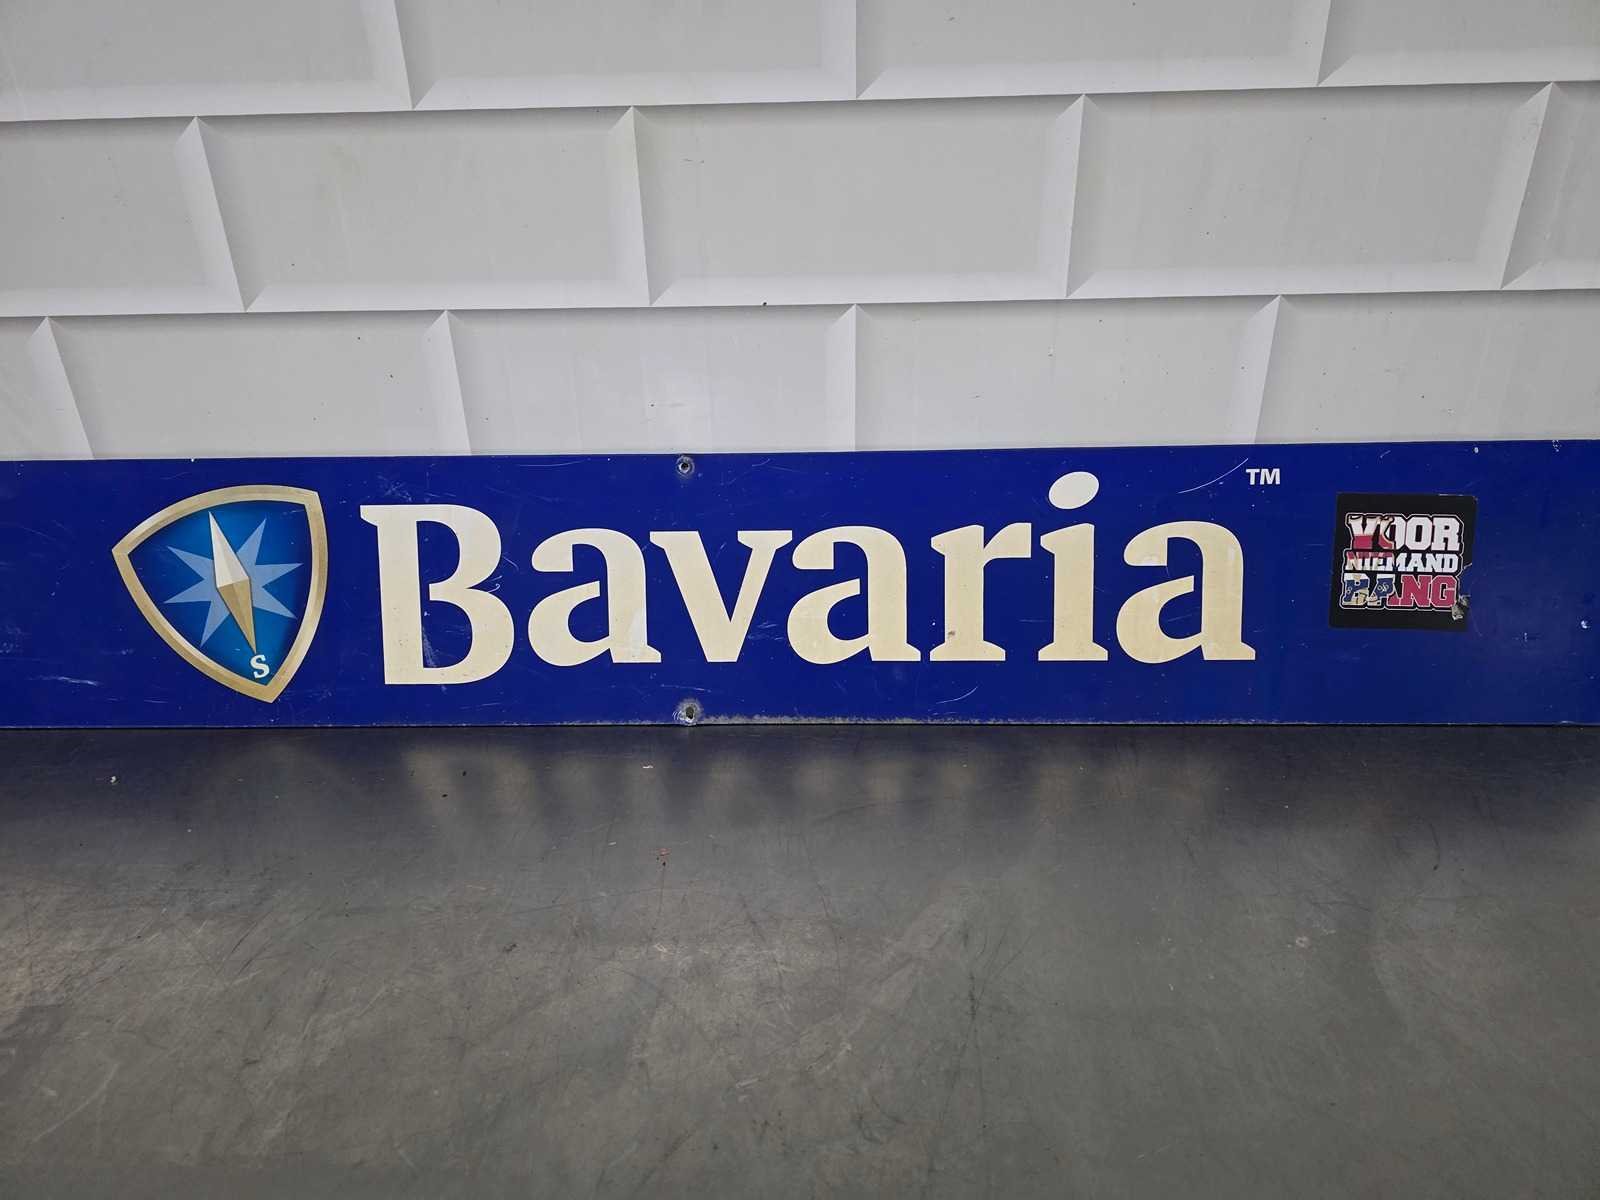 Bavaria
TM
S
VOOR
NIEMAND
BANG